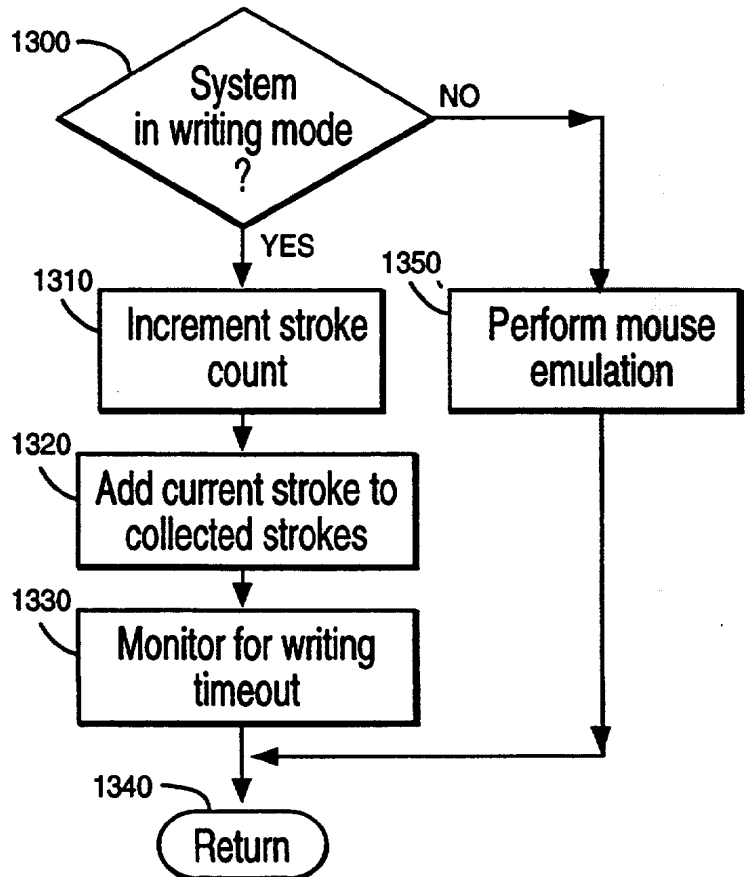 1300
System
in writing mode
?
NO
YES
1310
Increment stroke
count
1350
Perform mouse
emulation
1320
Add current stroke to
collected strokes
1330
Monitor for writing
timeout
1340
Return